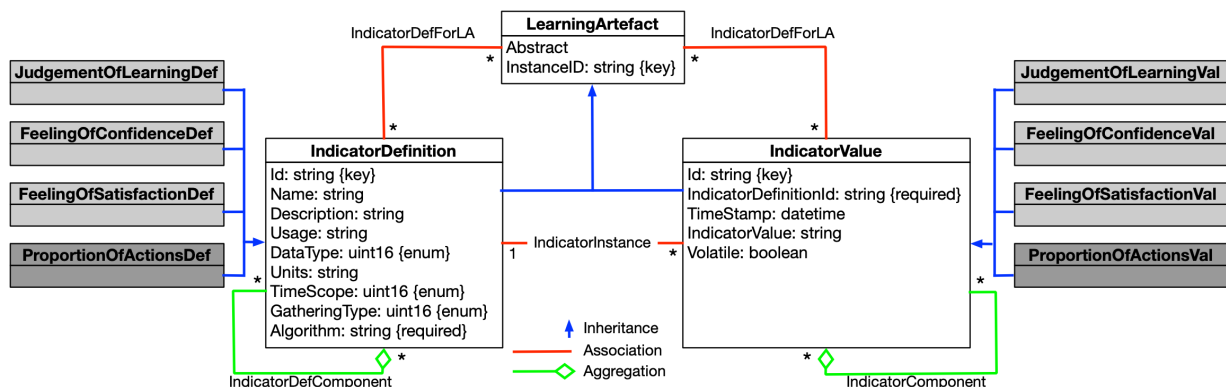 LearningArtefact
Abstract
InstanceID: string {key}
IndicatorDefForLA
*
*
IndicatorDefForLA
*
*
JudgementOfLearningDef
FeelingOfConfidenceDef
FeelingOfSatisfactionDef
ProportionOfActionsDef
IndicatorDefinition
Id: string {key}
Name: string
Description: string
Usage: string
DataType: uint16 {enum}
Units: string
TimeScope: uint16 {enum}
GatheringType: uint16 {enum}
Algorithm: string {required}
*
*
IndicatorDefComponent
1
IndicatorInstance
*
IndicatorValue
Id: string {key}
IndicatorDefinitionId: string {required}
TimeStamp: datetime
IndicatorValue: string
Volatile: boolean
*
*
IndicatorComponent
JudgementOfLearningVal
FeelingOfConfidenceVal
FeelingOfSatisfactionVal
ProportionOfActionsVal
Inheritance
Association
Aggregation